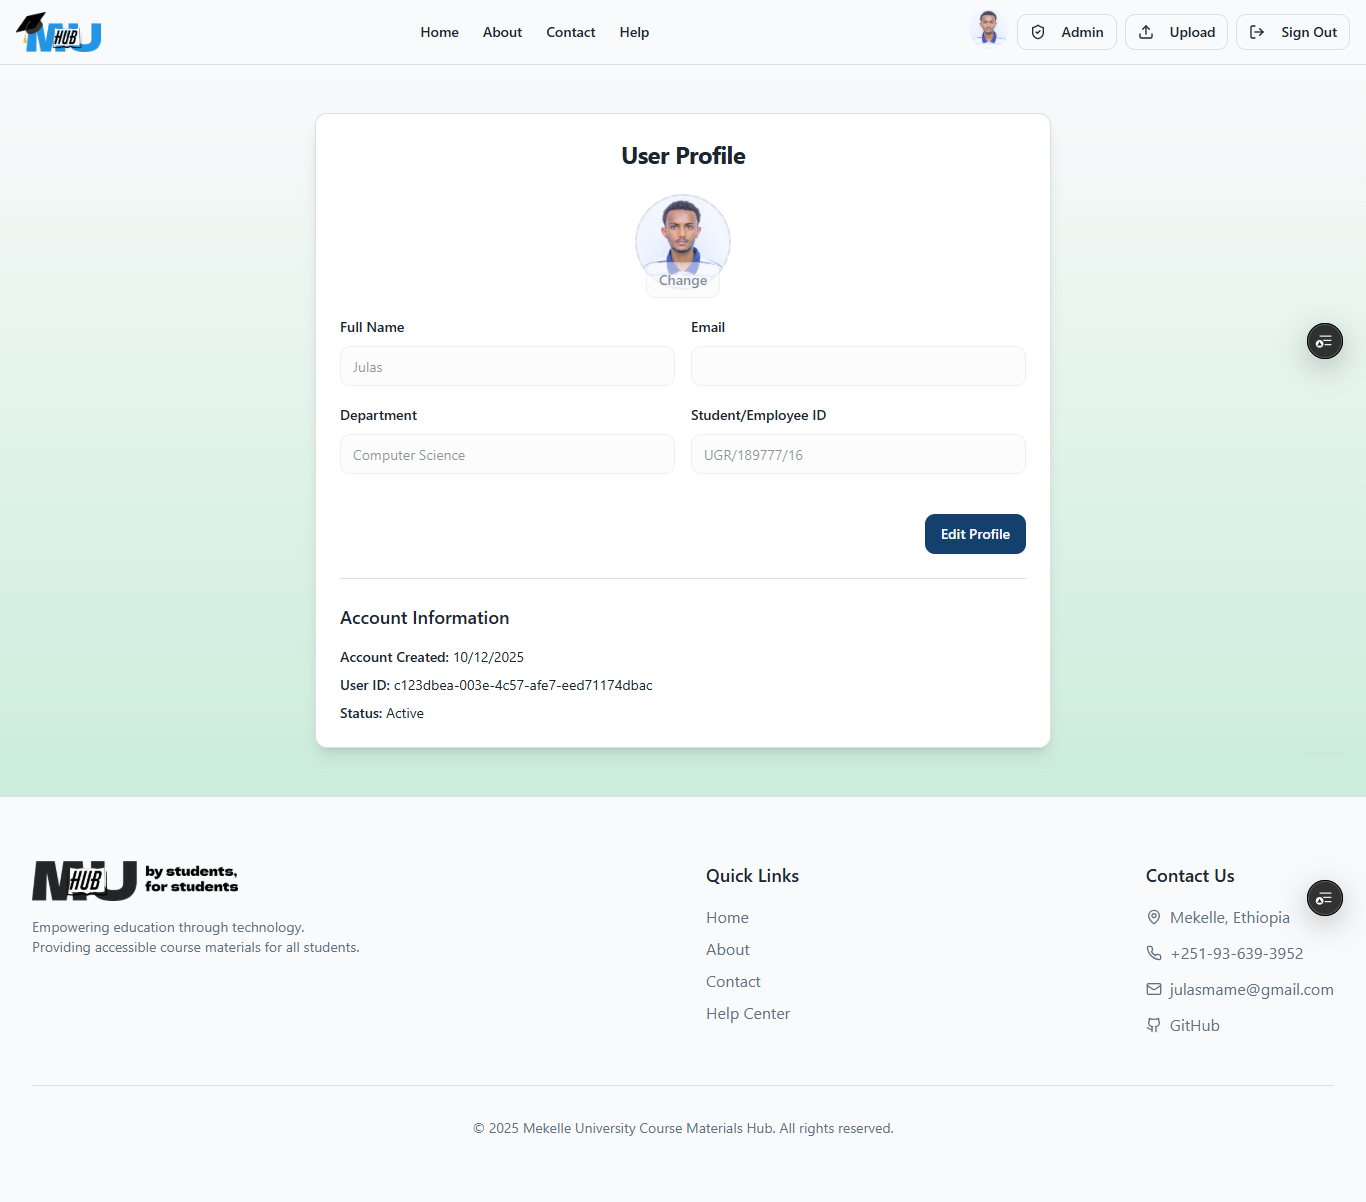 MU HUB
Home
About
Contact
Help
Admin
Upload
Sign Out
User Profile
Change
Full Name
Email
Julas
Department
Student/Employee ID
Computer Science
UGR/189777/16
Edit Profile
Account Information
Account Created: 10/12/2025
User ID: c123dbea-003e-4c57-afe7-eed71174dbac
Status: Active
MU HUB by students,
for students
Empowering education through technology.
Providing accessible course materials for all students.
Quick Links
Home
About
Contact
Help Center
Contact Us
Mekelle, Ethiopia
+251-93-639-3952
julasmame@gmail.com
GitHub
© 2025 Mekelle University Course Materials Hub. All rights reserved.